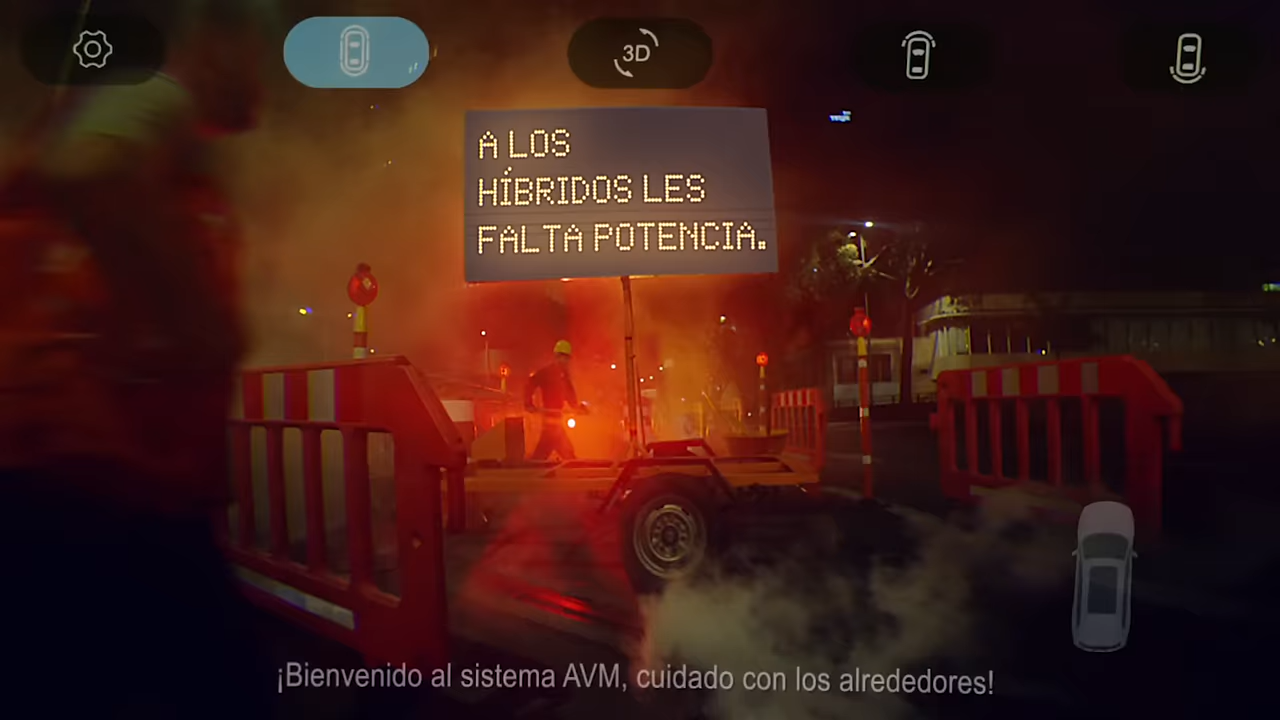 3D
A LOS
HÍBRIDOS LES
FALTA POTENCIA.
¡Bienvenido al sistema AVM, cuidado con los alrededores!